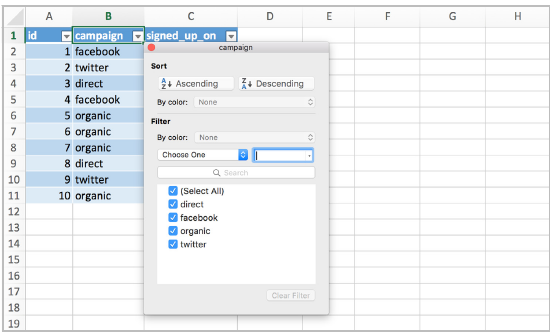 A B C D E F G H
1 id campaign signed_up_on
campaign
2 1 facebook
3 2 twitter
4 3 direct
5 4 facebook
6 5 organic
7 6 organic
8 7 organic
9 8 direct
10 9 twitter
11 10 organic
12
13
14
15
16
17
18
19
Sort
A Z Ascending Z A Descending
By color: None
Filter
By color: None
Choose One
Search
(Select All)
direct
facebook
organic
twitter
Clear Filter